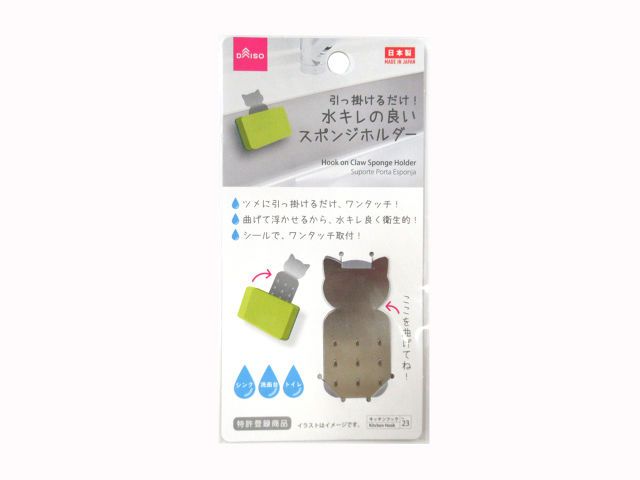 DAISO
日本製
MADE IN JAPAN
引っ掛けるだけ！
水キレの良い
スポンジホルダー
Hook on Claw Sponge Holder
Suporte Porta Esponja
ツメに引っ掛けるだけ、ワンタッチ！
曲げて浮かせるから、水キレ良く衛生的！
シールで、ワンタッチ取付！
ここを曲げてね！
シンク
洗面台
トイレ
特許登録商品
イラストはイメージです。
キッチンフック
Kitchen Hook
23